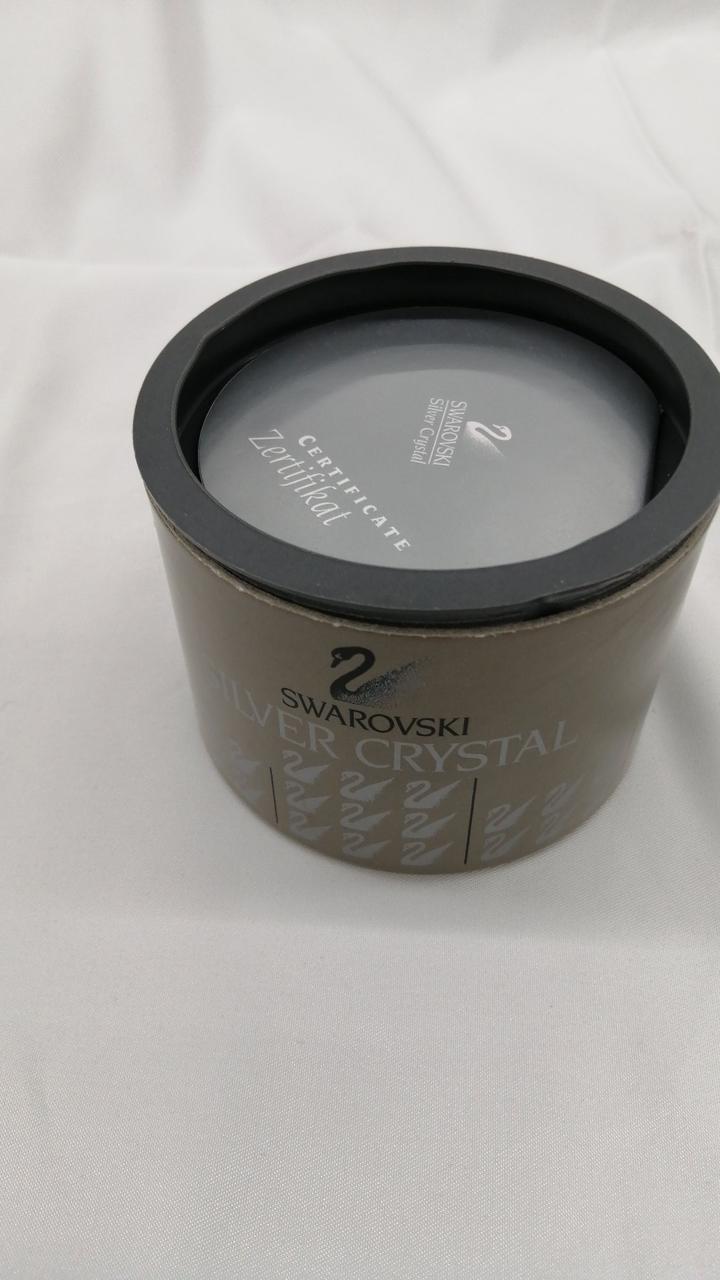 SWAROVSKI
Silver Crystal
CERTIFICATE
Zertifikat
SWAROVSKI
SILVER CRYSTAL